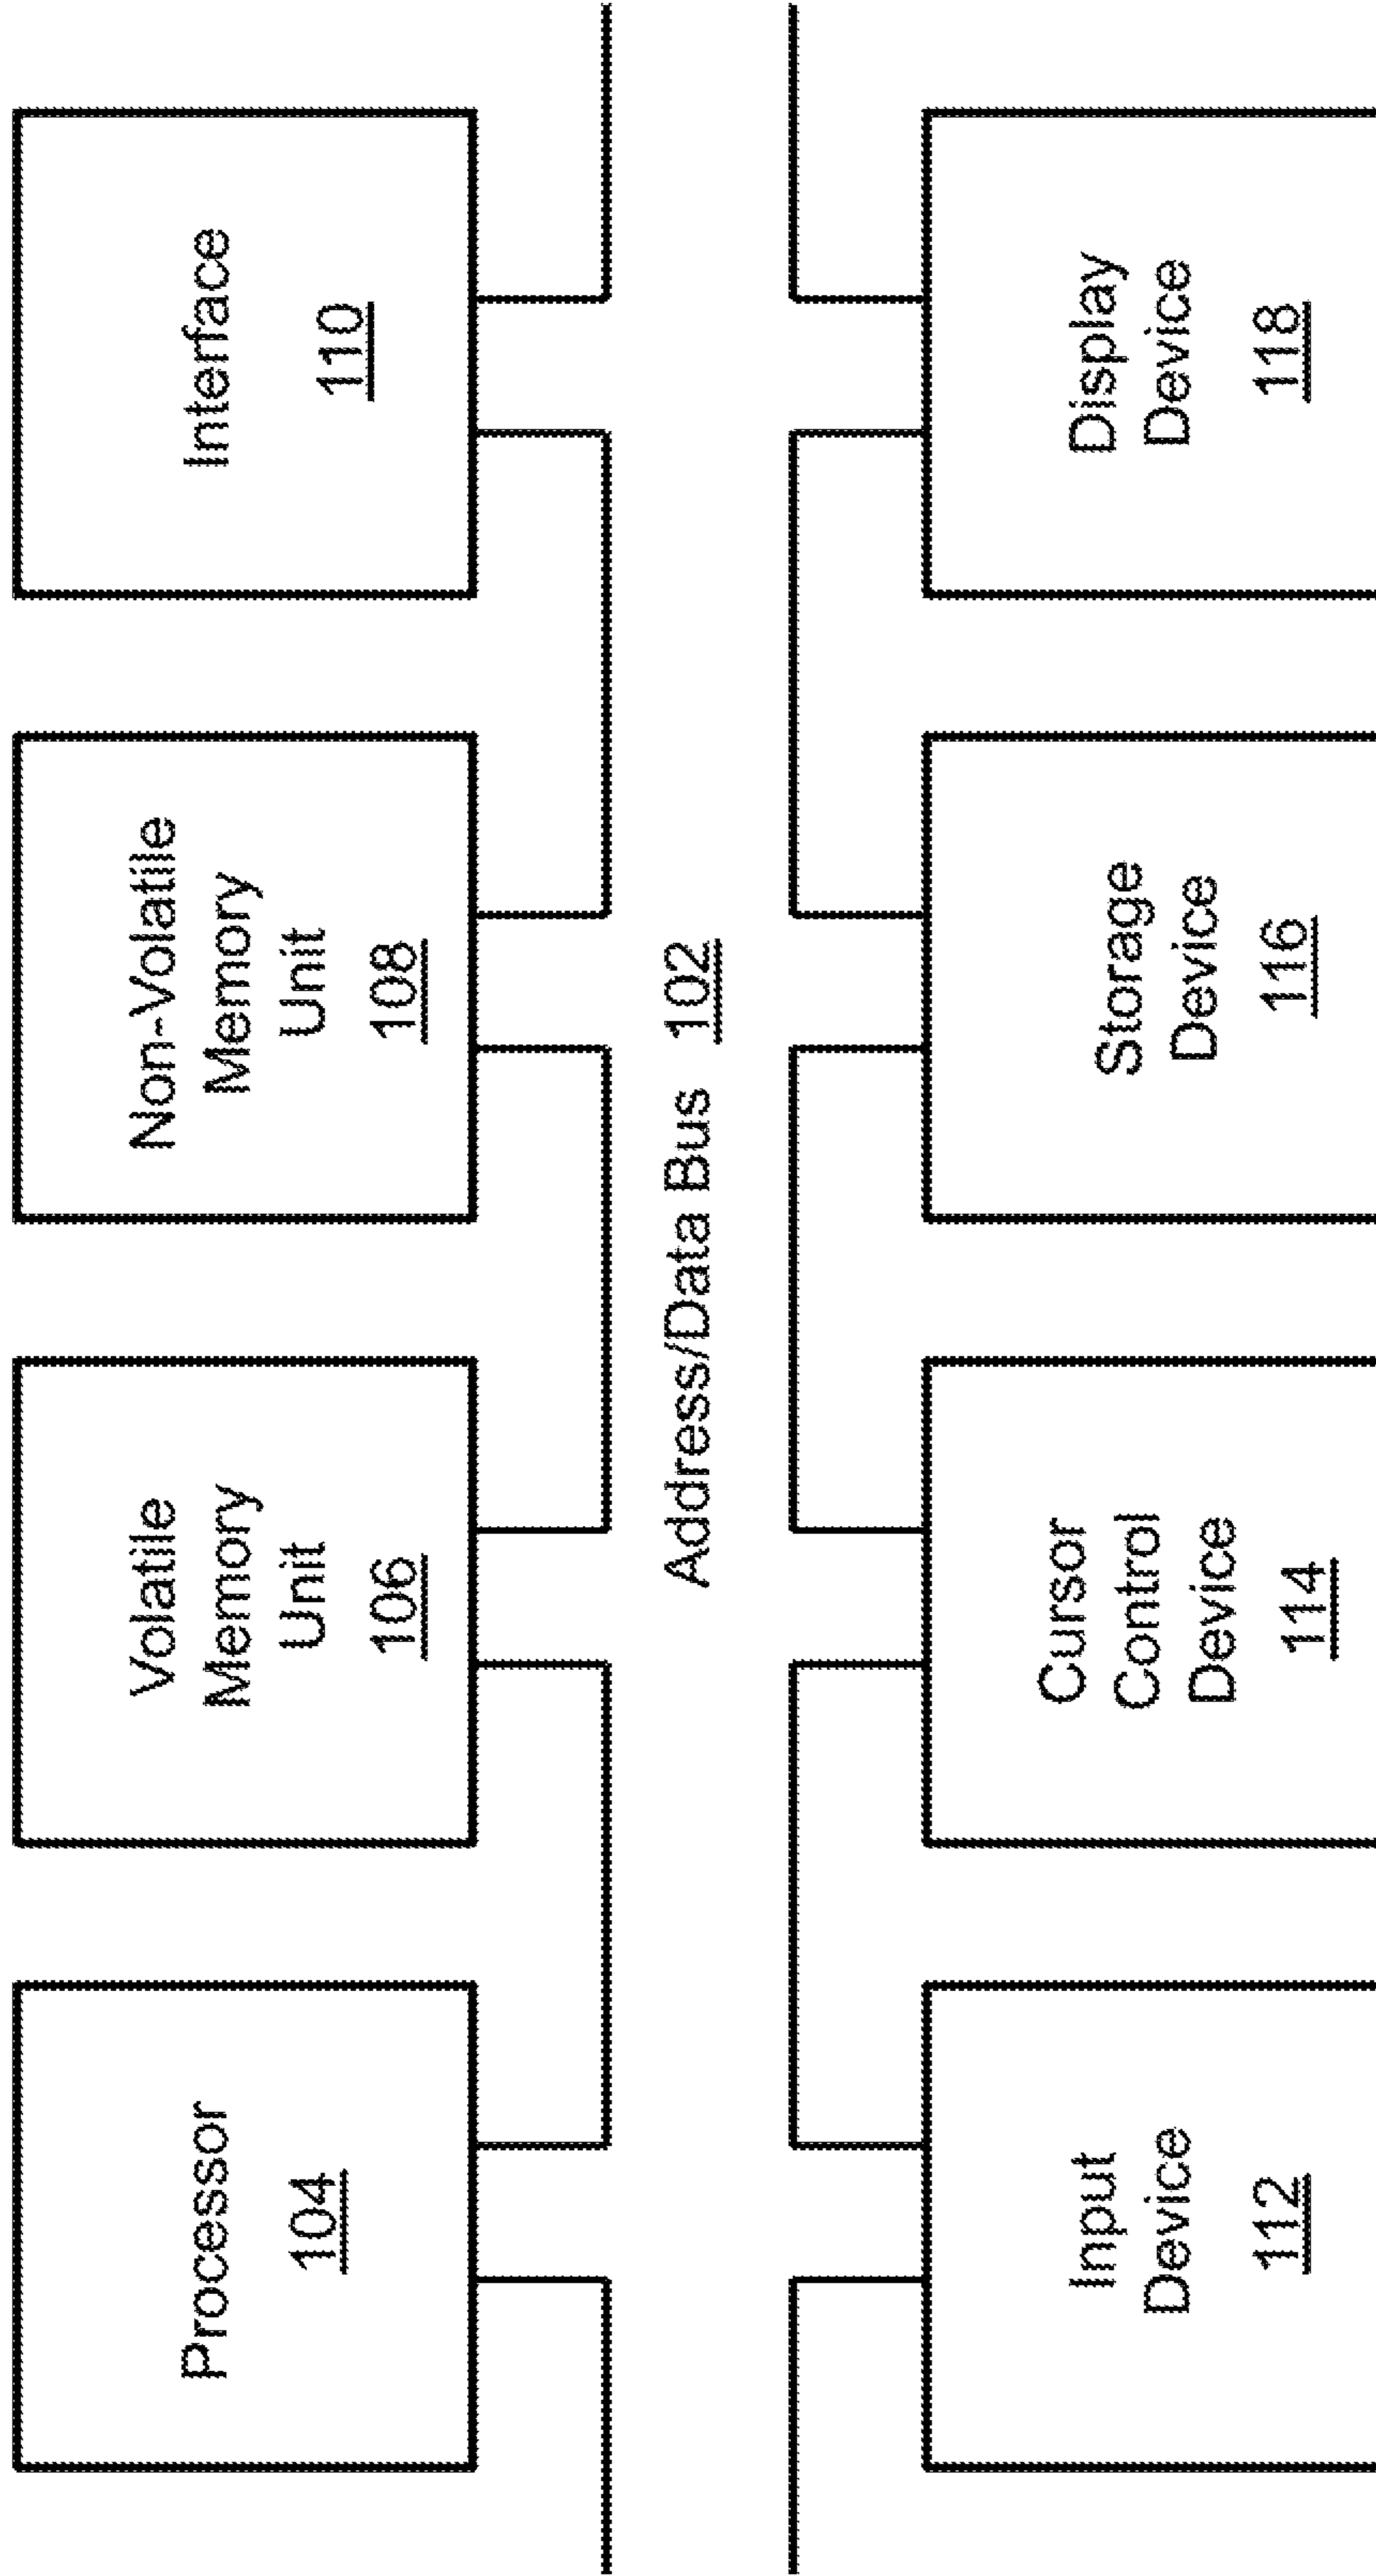 Processor
104
Volatile
Memory
Unit
106
Non-Volatile
Memory
Unit
108
Interface
110
Address/Data Bus 102
Input
Device
112
Cursor
Control
Device
114
Storage
Device
116
Display
Device
118